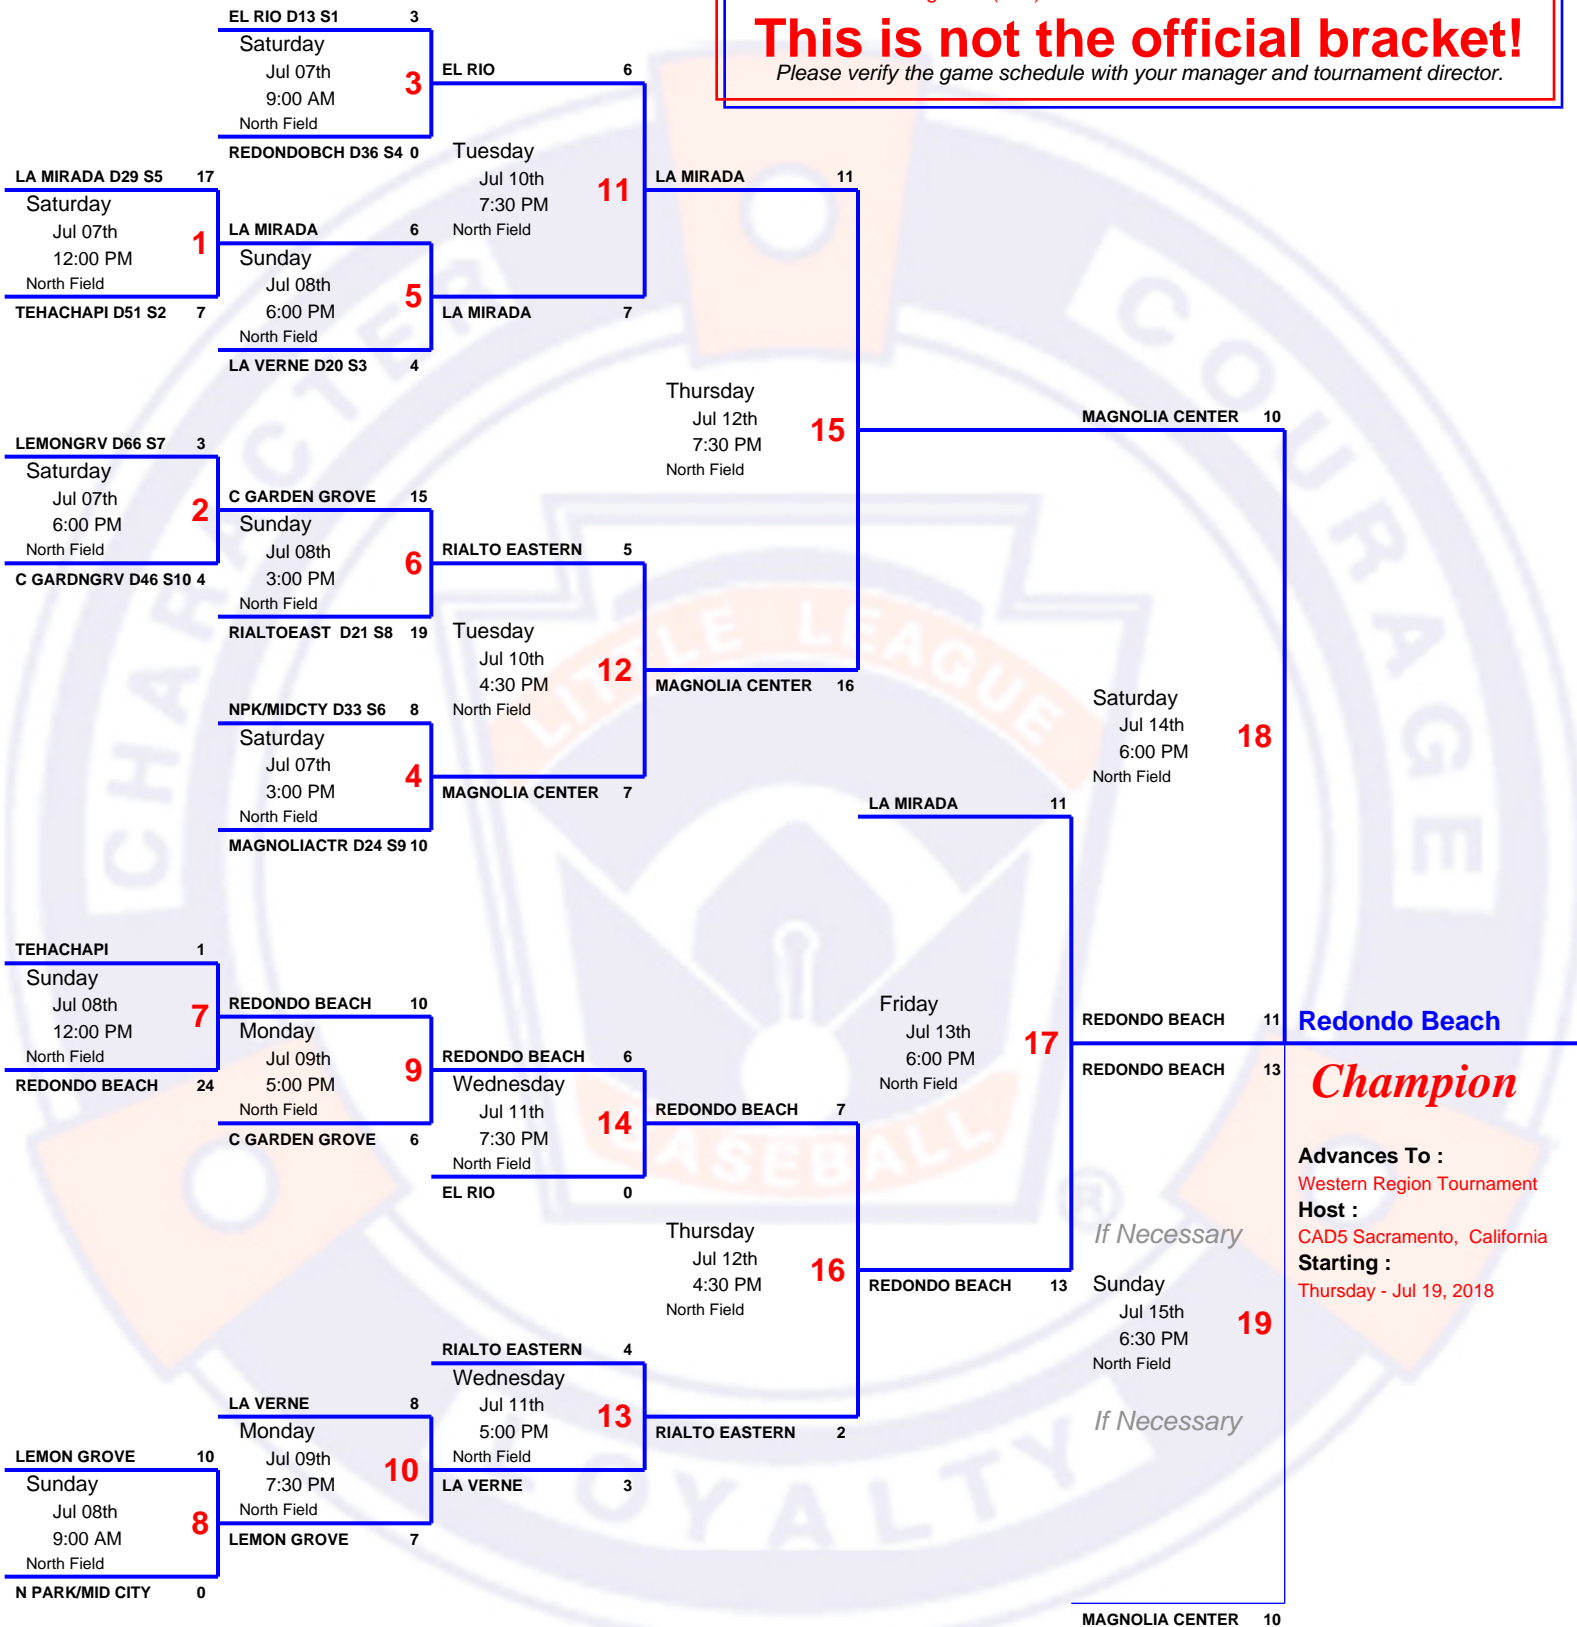 This is not the official bracket!
Please verify the game schedule with your manager and tournament director.
EL RIO D13 S1 3
Saturday
Jul 07th
9:00 AM
North Field
3
REDONDOBCH D36 S4 0
EL RIO 6
Tuesday
Jul 10th
7:30 PM
North Field
11
LA MIRADA 11
LA MIRADA D29 S5 17
Saturday
Jul 07th
12:00 PM
North Field
1
TEHACHAPI D51 S2 7
LA MIRADA 6
Sunday
Jul 08th
6:00 PM
North Field
5
LA VERNE D20 S3 4
LA MIRADA 7
Thursday
Jul 12th
7:30 PM
North Field
15
MAGNOLIA CENTER 10
LEMONGRV D66 S7 3
Saturday
Jul 07th
6:00 PM
North Field
2
C GARDNGRV D46 S10 4
C GARDEN GROVE 15
Sunday
Jul 08th
3:00 PM
North Field
6
RIALTOEAST D21 S8 19
RIALTO EASTERN 5
Tuesday
Jul 10th
4:30 PM
North Field
12
MAGNOLIA CENTER 16
NPK/MIDCTY D33 S6 8
Saturday
Jul 07th
3:00 PM
North Field
4
MAGNOLIACTR D24 S9 10
MAGNOLIA CENTER 7
Saturday
Jul 14th
6:00 PM
North Field
18
LA MIRADA 11
Friday
Jul 13th
6:00 PM
North Field
17
REDONDO BEACH 11
Redondo Beach
REDONDO BEACH 13
Champion
TEHACHAPI 1
Sunday
Jul 08th
12:00 PM
North Field
7
REDONDO BEACH 24
REDONDO BEACH 10
Monday
Jul 09th
5:00 PM
North Field
9
C GARDEN GROVE 6
REDONDO BEACH 6
Wednesday
Jul 11th
7:30 PM
North Field
14
EL RIO 0
REDONDO BEACH 7
Thursday
Jul 12th
4:30 PM
North Field
16
REDONDO BEACH 13
Advances To :
Western Region Tournament
Host :
CAD5 Sacramento, California
Starting :
Thursday - Jul 19, 2018
If Necessary
Sunday
Jul 15th
6:30 PM
North Field
19
If Necessary
RIALTO EASTERN 4
Wednesday
Jul 11th
5:00 PM
North Field
13
RIALTO EASTERN 2
LA VERNE 8
Monday
Jul 09th
7:30 PM
North Field
10
LA VERNE 3
LEMON GROVE 10
Sunday
Jul 08th
9:00 AM
North Field
8
LEMON GROVE 7
N PARK/MID CITY 0
MAGNOLIA CENTER 10
CHARACTER
COURAGE
LOYALTY
LITTLE LEAGUE
BASEBALL
®